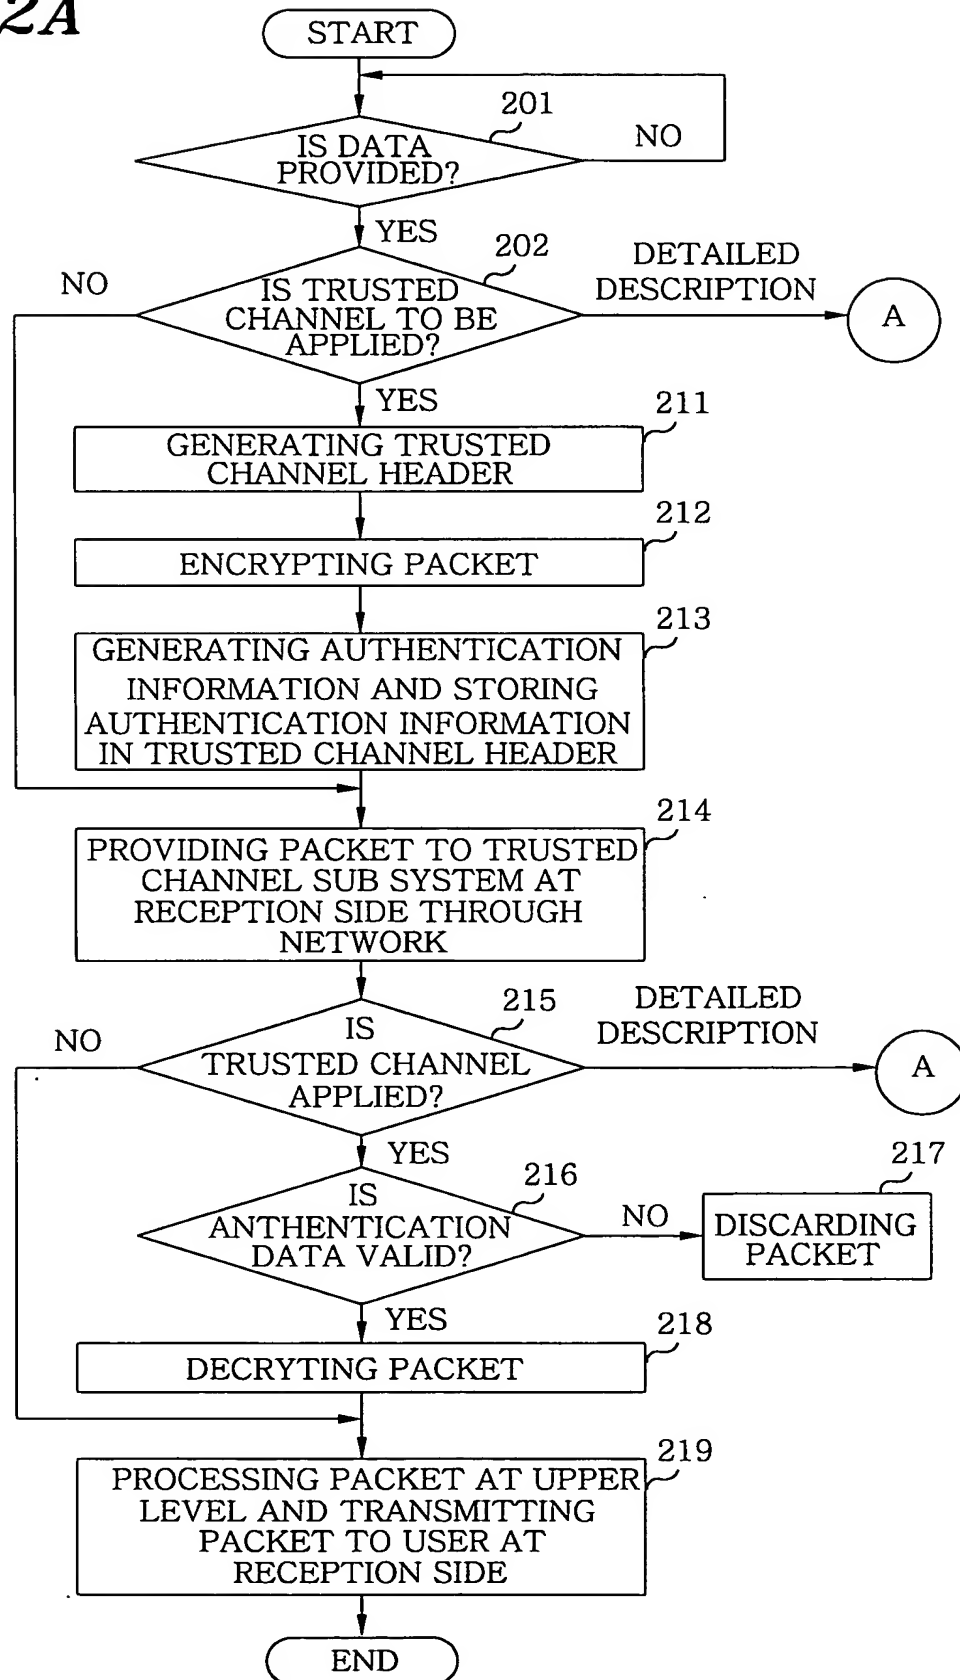 2A
START
201
IS DATA
PROVIDED?
NO
YES
202
NO
IS TRUSTED
CHANNEL TO BE
APPLIED?
DETAILED
DESCRIPTION
A
YES
211
GENERATING TRUSTED
CHANNEL HEADER
212
ENCRYPTING PACKET
213
GENERATING AUTHENTICATION
INFORMATION AND STORING
AUTHENTICATION INFORMATION
IN TRUSTED CHANNEL HEADER
214
PROVIDING PACKET TO TRUSTED
CHANNEL SUB SYSTEM AT
RECEPTION SIDE THROUGH
NETWORK
215
NO
IS
TRUSTED CHANNEL
APPLIED?
DETAILED
DESCRIPTION
A
YES
216
IS
ANTHENTICATION
DATA VALID?
NO
217
DISCARDING
PACKET
YES
218
DECRYTING PACKET
219
PROCESSING PACKET AT UPPER
LEVEL AND TRANSMITTING
PACKET TO USER AT
RECEPTION SIDE
END